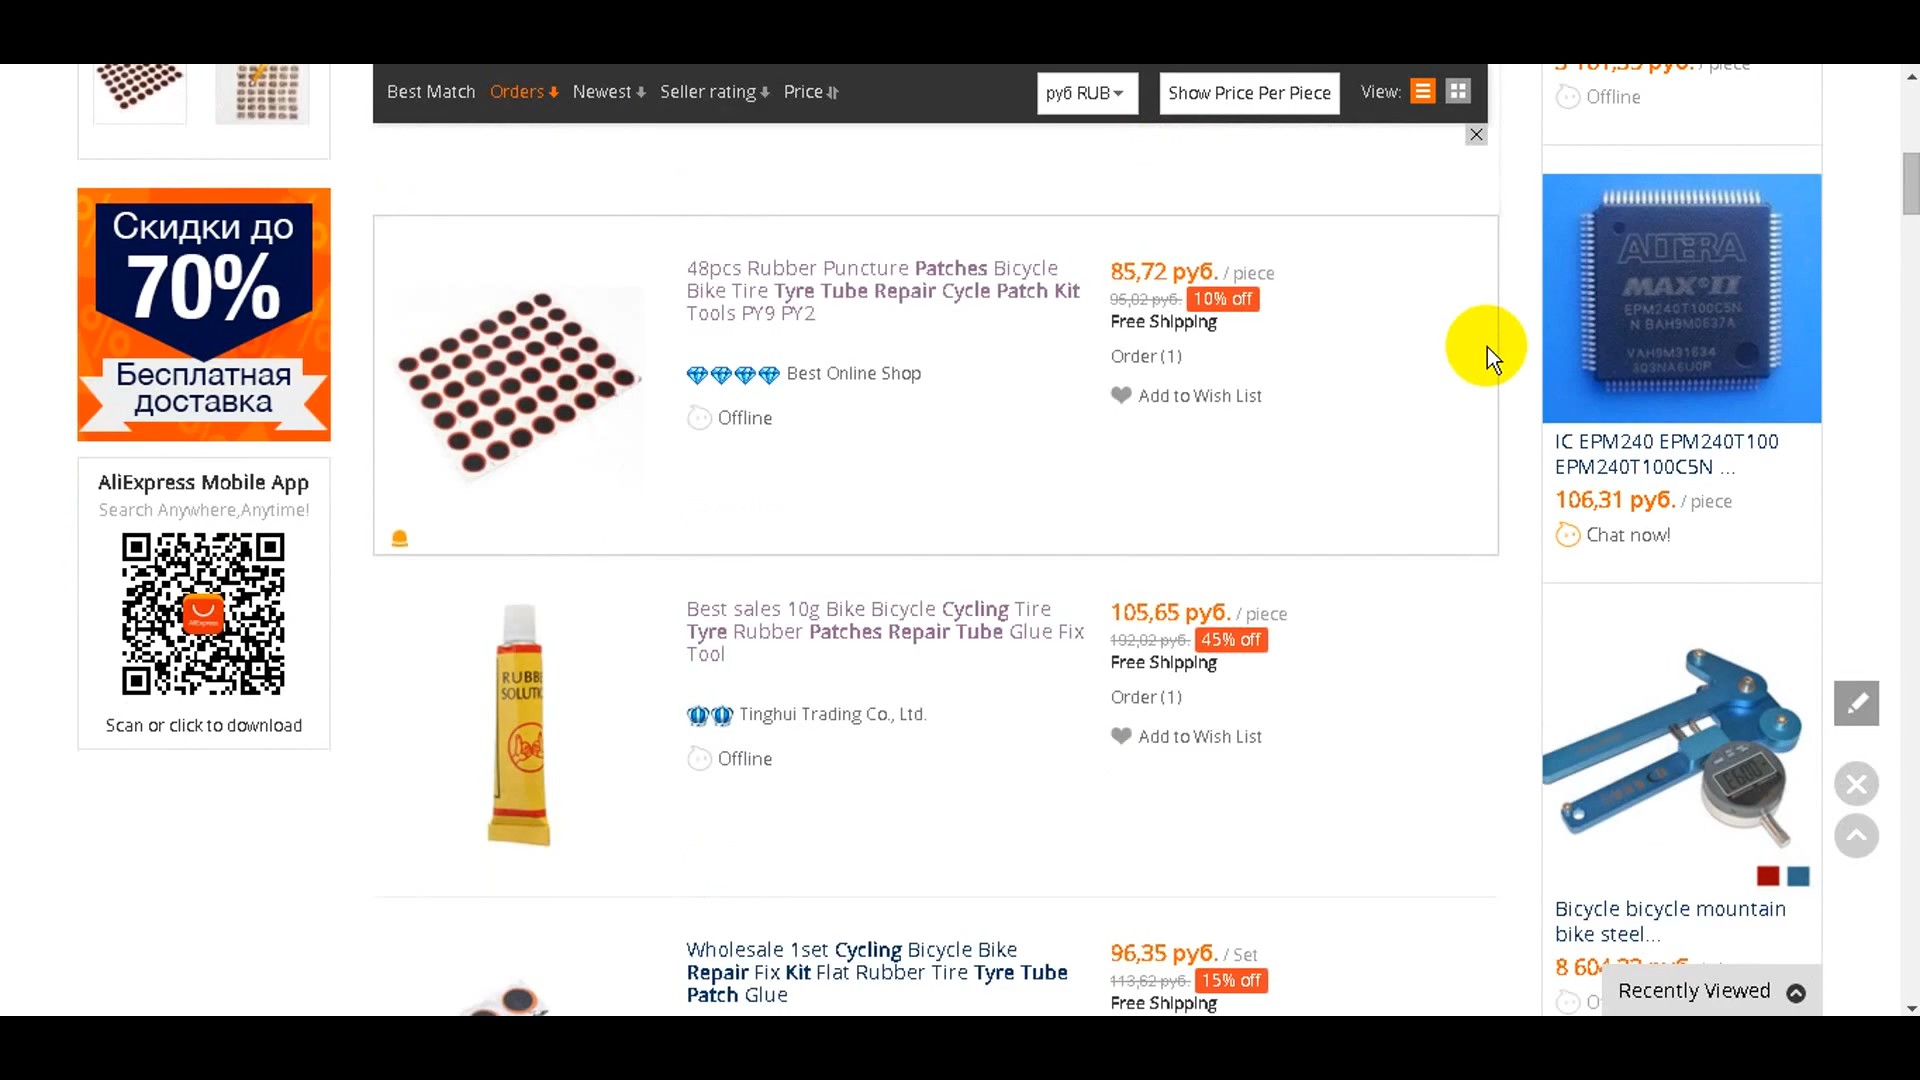 Best Match Orders Newest Seller rating Price руб RUB Show Price Per Piece View:
Скидки до
70%
Бесплатная
доставка
AliExpress Mobile App
Search Anywhere,Anytime!
AliExpress
Scan or click to download
48pcs Rubber Puncture Patches Bicycle
Bike Tire Tyre Tube Repair Cycle Patch Kit
Tools PY9 PY2
Best Online Shop
Offline
85,72 руб. / piece
95,02 руб. 10% off
Free Shipping
Order (1)
Add to Wish List
RUBB
SOLUTI
Best sales 10g Bike Bicycle Cycling Tire
Tyre Rubber Patches Repair Tube Glue Fix
Tool
Tinghui Trading Co., Ltd.
Offline
105,65 руб. / piece
192,02 руб. 45% off
Free Shipping
Order (1)
Add to Wish List
Wholesale 1set Cycling Bicycle Bike
Repair Fix Kit Flat Rubber Tire Tyre Tube
Patch Glue
96,35 руб. / Set
113,62 руб. 15% off
Free Shipping
/ piece
Offline
ALTERA
MAX II
EPM240T100C5N
IC EPM240 EPM240T100
EPM240T100C5N ...
106,31 руб. / piece
Chat now!
Bicycle bicycle mountain
bike steel...
8 604
Recently Viewed